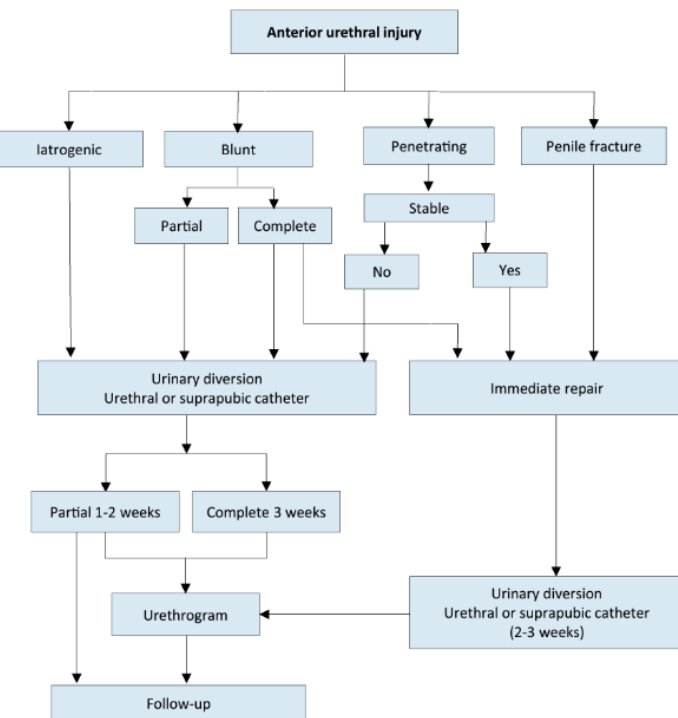 Anterior urethral injury
Iatrogenic
Blunt
Penetrating
Penile fracture
Partial
Complete
Stable
No
Yes
Urinary diversion
Urethral or suprapubic catheter
Immediate repair
Partial 1-2 weeks
Complete 3 weeks
Urethrogram
Urinary diversion
Urethral or suprapubic catheter
(2-3 weeks)
Follow-up